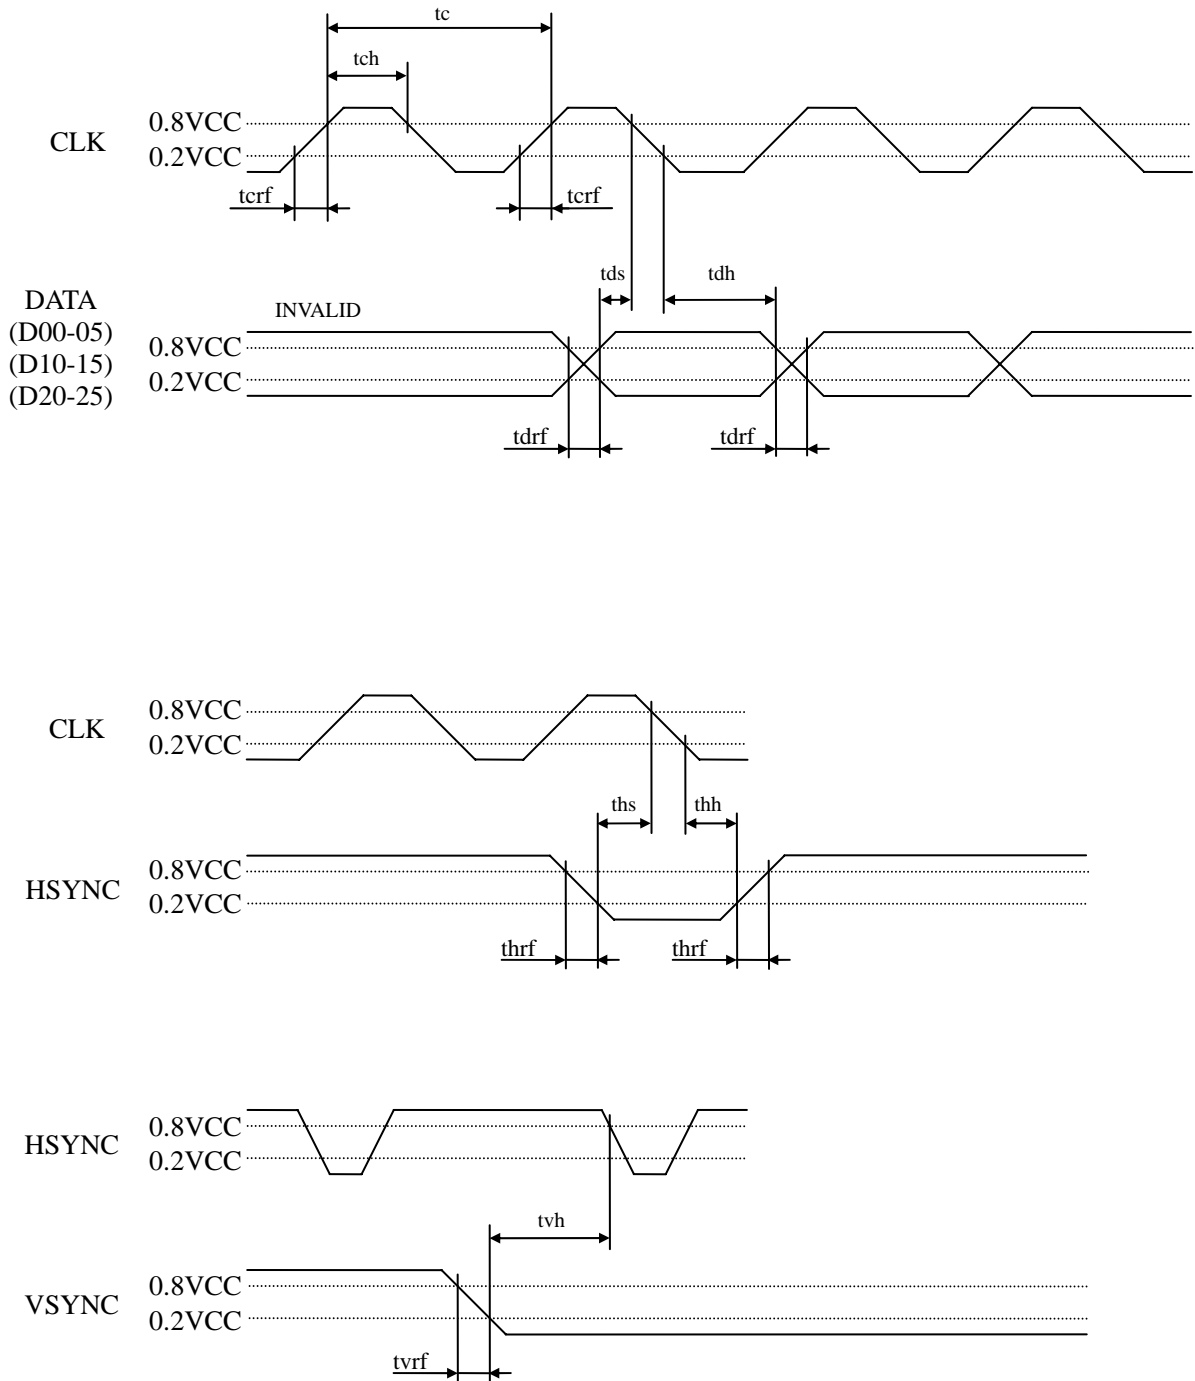 tc
tch
0.8VCC
CLK
0.2VCC
tcrf
tcrf
tds
tdh
DATA
(D00-05)
(D10-15)
(D20-25)
INVALID
0.8VCC
0.2VCC
tdrf
tdrf
0.8VCC
CLK
0.2VCC
ths
thh
0.8VCC
HSYNC
0.2VCC
thrf
thrf
0.8VCC
HSYNC
0.2VCC
tvh
0.8VCC
VSYNC
0.2VCC
tvrf